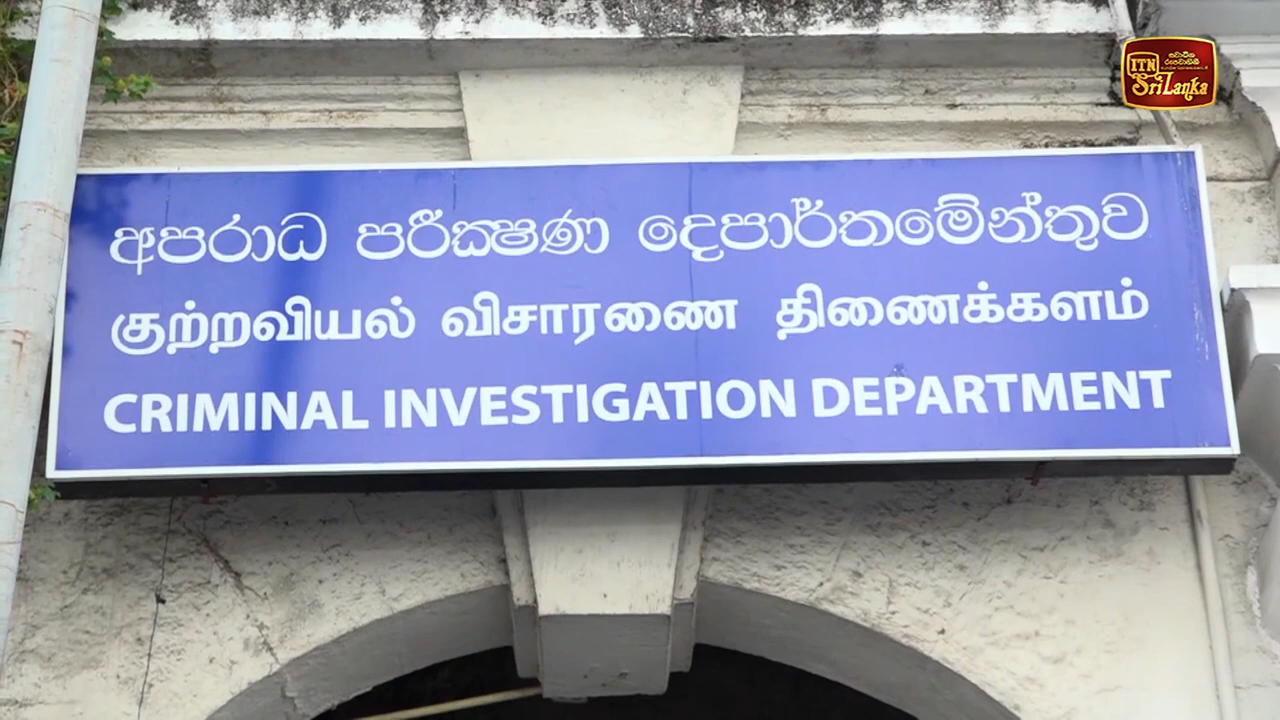 ITN
SriLanka
අපරාධ පරීක්ෂණ දෙපාර්තමේන්තුව
குற்றவியல் விசாரணை திணைக்களம்
CRIMINAL INVESTIGATION DEPARTMENT